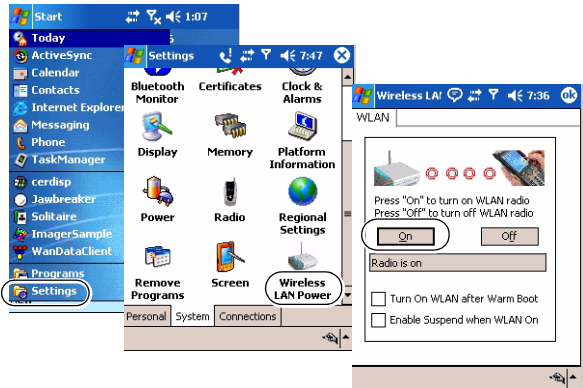 Start 1:07
Today
ActiveSync
Calendar
Contacts
Internet Explorer
Messaging
Phone
TaskManager
cerdisp
Jawbreaker
Solitaire
ImagerSample
WanDataClient
Programs
Settings
Settings 7:47
Bluetooth Monitor
Certificates
Clock & Alarms
Display
Memory
Platform Information
Power
Radio
Regional Settings
Remove Programs
Screen
Wireless LAN Power
Personal System Connections
Wireless LA 7:36 ok
WLAN
Press "On" to turn on WLAN radio
Press "Off" to turn off WLAN radio
On Off
Radio is on
Turn On WLAN after Warm Boot
Enable Suspend when WLAN On